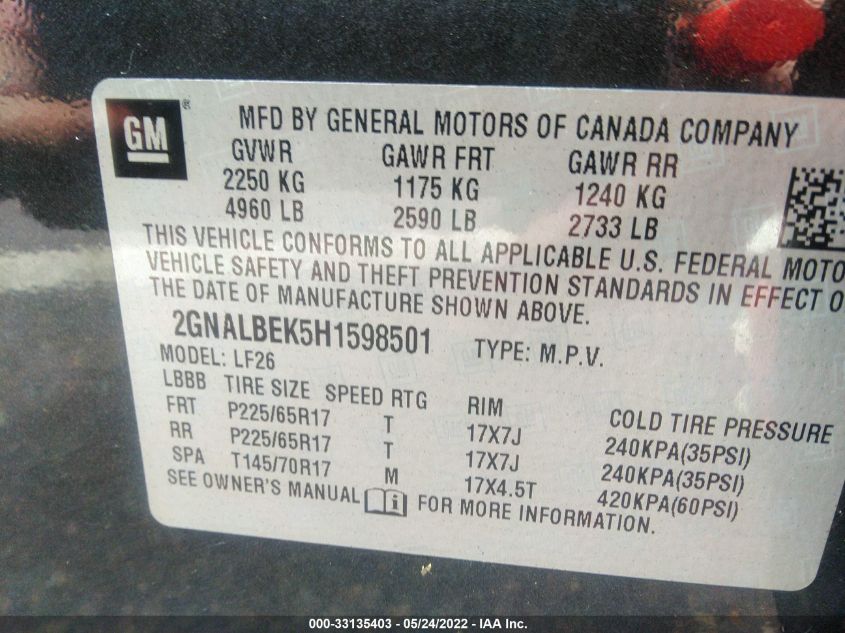 GM ®
MFD BY GENERAL MOTORS OF CANADA COMPANY
GVWR GAWR FRT GAWR RR
2250 KG 1175 KG 1240 KG
4960 LB 2590 LB 2733 LB
THIS VEHICLE CONFORMS TO ALL APPLICABLE U.S. FEDERAL MOTO
VEHICLE SAFETY AND THEFT PREVENTION STANDARDS IN EFFECT O
THE DATE OF MANUFACTURE SHOWN ABOVE.
2GNALBEK5H1598501 TYPE: M.P.V.
MODEL: LF26
LBBB TIRE SIZE SPEED RTG RIM COLD TIRE PRESSURE
FRT P225/65R17 T 17X7J 240KPA(35PSI)
RR P225/65R17 T 17X7J 240KPA(35PSI)
SPA T145/70R17 M 17X4.5T 420KPA(60PSI)
SEE OWNER'S MANUAL FOR MORE INFORMATION.
000-33135403 - 05/24/2022 - IAA Inc.